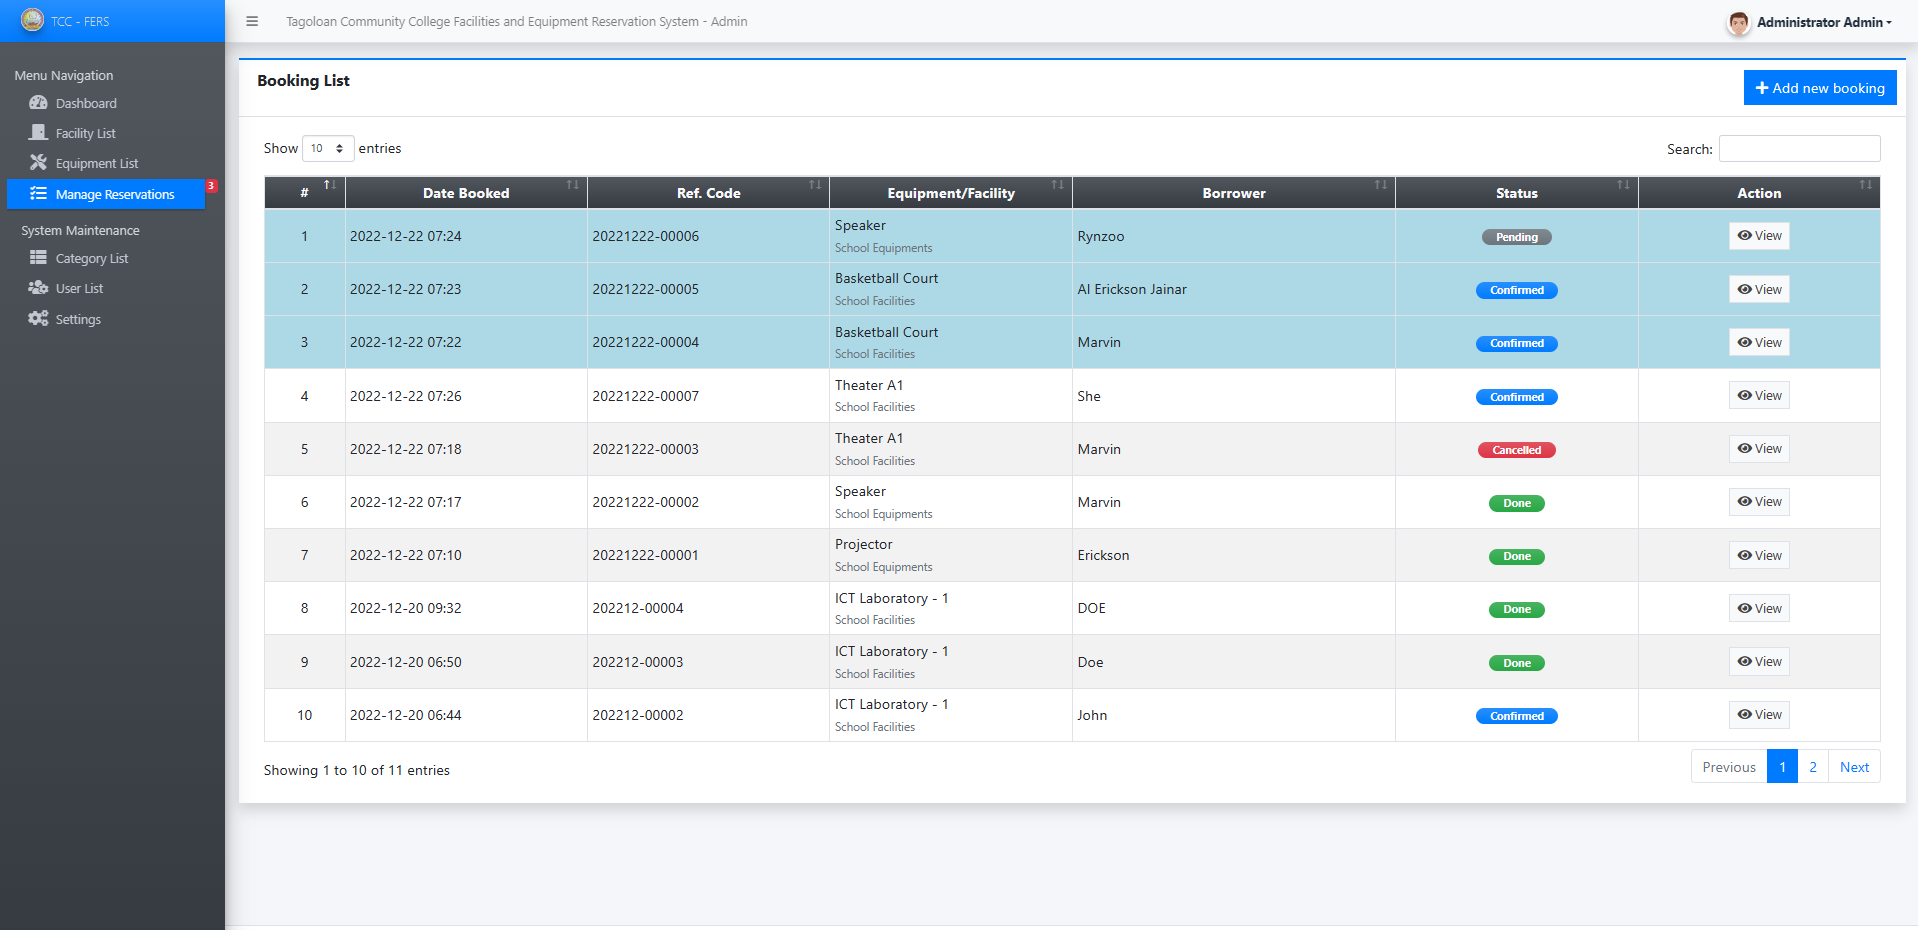 TCC - FERS
Tagoloan Community College Facilities and Equipment Reservation System - Admin
Administrator Admin
Menu Navigation
Dashboard
Facility List
Equipment List
Manage Reservations 3
System Maintenance
Category List
User List
Settings
Booking List
Add new booking
Show 10 entries
Search:
# Date Booked Ref. Code Equipment/Facility Borrower Status Action
1 2022-12-22 07:24 20221222-00006 Speaker Rynzoo Pending View
School Equipments
2 2022-12-22 07:23 20221222-00005 Basketball Court Al Erickson Jainar Confirmed View
School Facilities
3 2022-12-22 07:22 20221222-00004 Basketball Court Marvin Confirmed View
School Facilities
4 2022-12-22 07:26 20221222-00007 Theater A1 She Confirmed View
School Facilities
5 2022-12-22 07:18 20221222-00003 Theater A1 Marvin Cancelled View
School Facilities
6 2022-12-22 07:17 20221222-00002 Speaker Marvin Done View
School Equipments
7 2022-12-22 07:10 20221222-00001 Projector Erickson Done View
School Equipments
8 2022-12-20 09:32 202212-00004 ICT Laboratory - 1 DOE Done View
School Facilities
9 2022-12-20 06:50 202212-00003 ICT Laboratory - 1 Doe Done View
School Facilities
10 2022-12-20 06:44 202212-00002 ICT Laboratory - 1 John Confirmed View
School Facilities
Showing 1 to 10 of 11 entries
Previous 1 2 Next